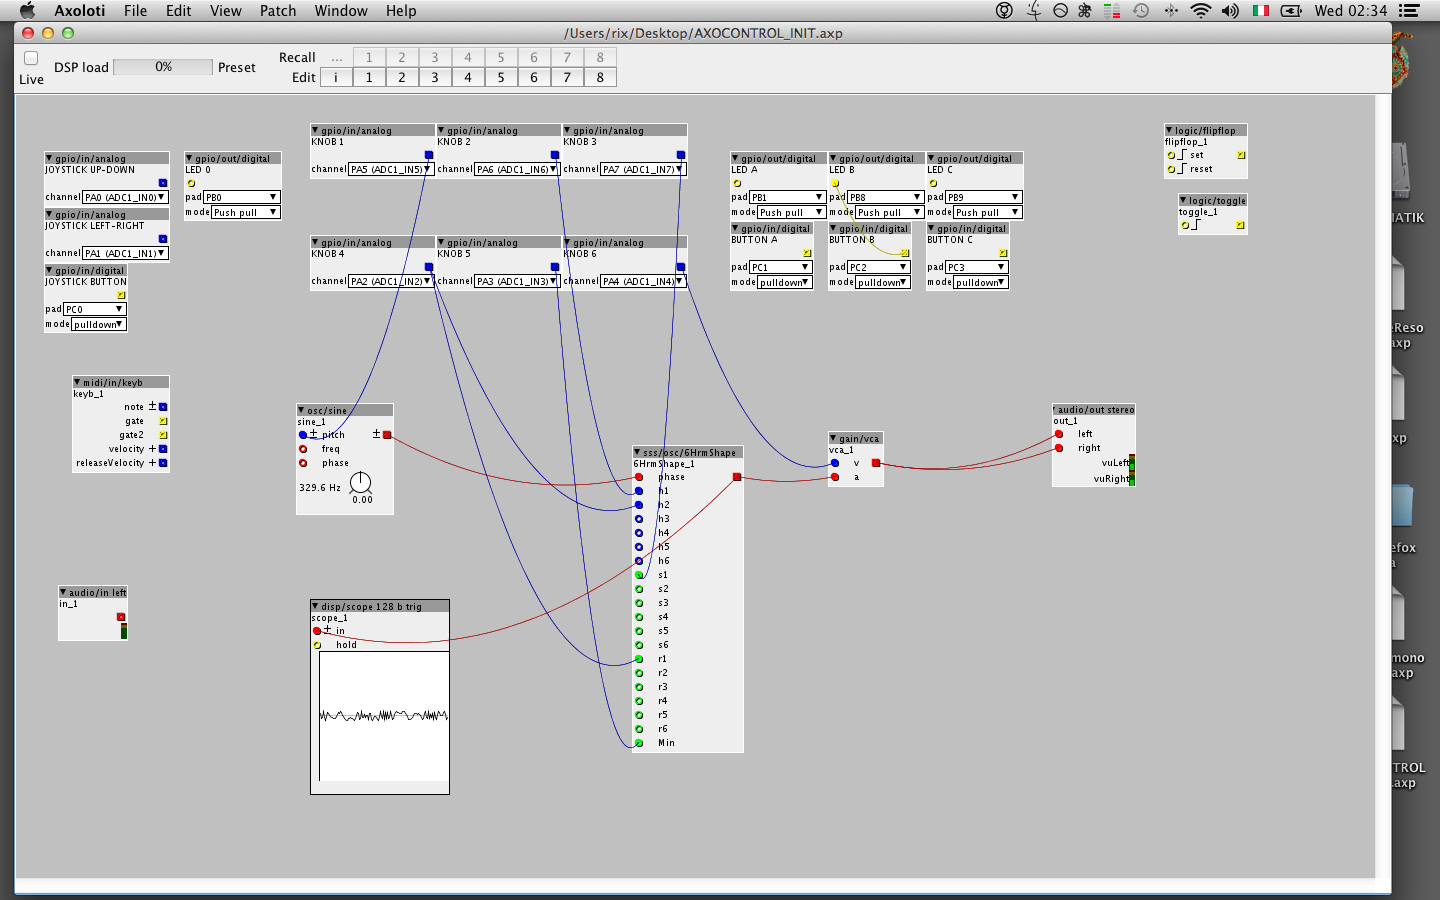 Axoloti File Edit View Patch Window Help Wed 02:34
/Users/rix/Desktop/AXOCONTROL_INIT.axp
Live
DSP load 0% Preset
Recall ... 1 2 3 4 5 6 7 8
Edit i 1 2 3 4 5 6 7 8
gpio/in/analog
JOYSTICK UP-DOWN
channel PA0 (ADC1_IN0)
gpio/in/analog
JOYSTICK LEFT-RIGHT
channel PA1 (ADC1_IN1)
gpio/in/digital
JOYSTICK BUTTON
pad PC0
mode pulldown
gpio/out/digital
LED 0
pad PB0
mode Push pull
gpio/in/analog
KNOB 1
channel PA5 (ADC1_IN5)
gpio/in/analog
KNOB 2
channel PA6 (ADC1_IN6)
gpio/in/analog
KNOB 3
channel PA7 (ADC1_IN7)
gpio/in/analog
KNOB 4
channel PA2 (ADC1_IN2)
gpio/in/analog
KNOB 5
channel PA3 (ADC1_IN3)
gpio/in/analog
KNOB 6
channel PA4 (ADC1_IN4)
gpio/out/digital
LED A
pad PB1
mode Push pull
gpio/out/digital
LED B
pad PB8
mode Push pull
gpio/out/digital
LED C
pad PB9
mode Push pull
gpio/in/digital
BUTTON A
pad PC1
mode pulldown
gpio/in/digital
BUTTON B
pad PC2
mode pulldown
gpio/in/digital
BUTTON C
pad PC3
mode pulldown
logic/flipflop
flipflop_1
set
reset
logic/toggle
toggle_1
midi/in/keyb
keyb_1
note
gate
gate2
velocity
releaseVelocity
osc/sine
sine_1
pitch
freq
phase
329.6 Hz
0.00
sss/osc/6HrmShape
6HrmShape_1
phase
h1
h2
h3
h4
h5
h6
s1
s2
s3
s4
s5
s6
r1
r2
r3
r4
r5
r6
Min
gain/vca
vca_1
v
a
audio/out stereo
out_1
left
right
vuLeft
vuRight
audio/in left
in_1
disp/scope 128 b trig
scope_1
in
hold
MATIK
eReso
axp
xp
efox
a
mono
.axp
TROL
.axp